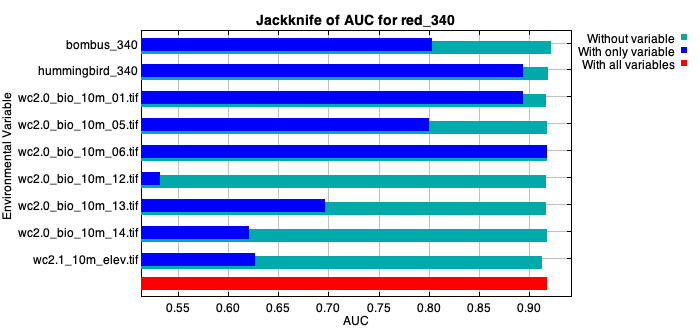 Jackknife of AUC for red_340
Without variable
With only variable
With all variables
Environmental Variable
bombus_340
hummingbird_340
wc2.0_bio_10m_01.tif
wc2.0_bio_10m_05.tif
wc2.0_bio_10m_06.tif
wc2.0_bio_10m_12.tif
wc2.0_bio_10m_13.tif
wc2.0_bio_10m_14.tif
wc2.1_10m_elev.tif
0.55 0.60 0.65 0.70 0.75 0.80 0.85 0.90
AUC